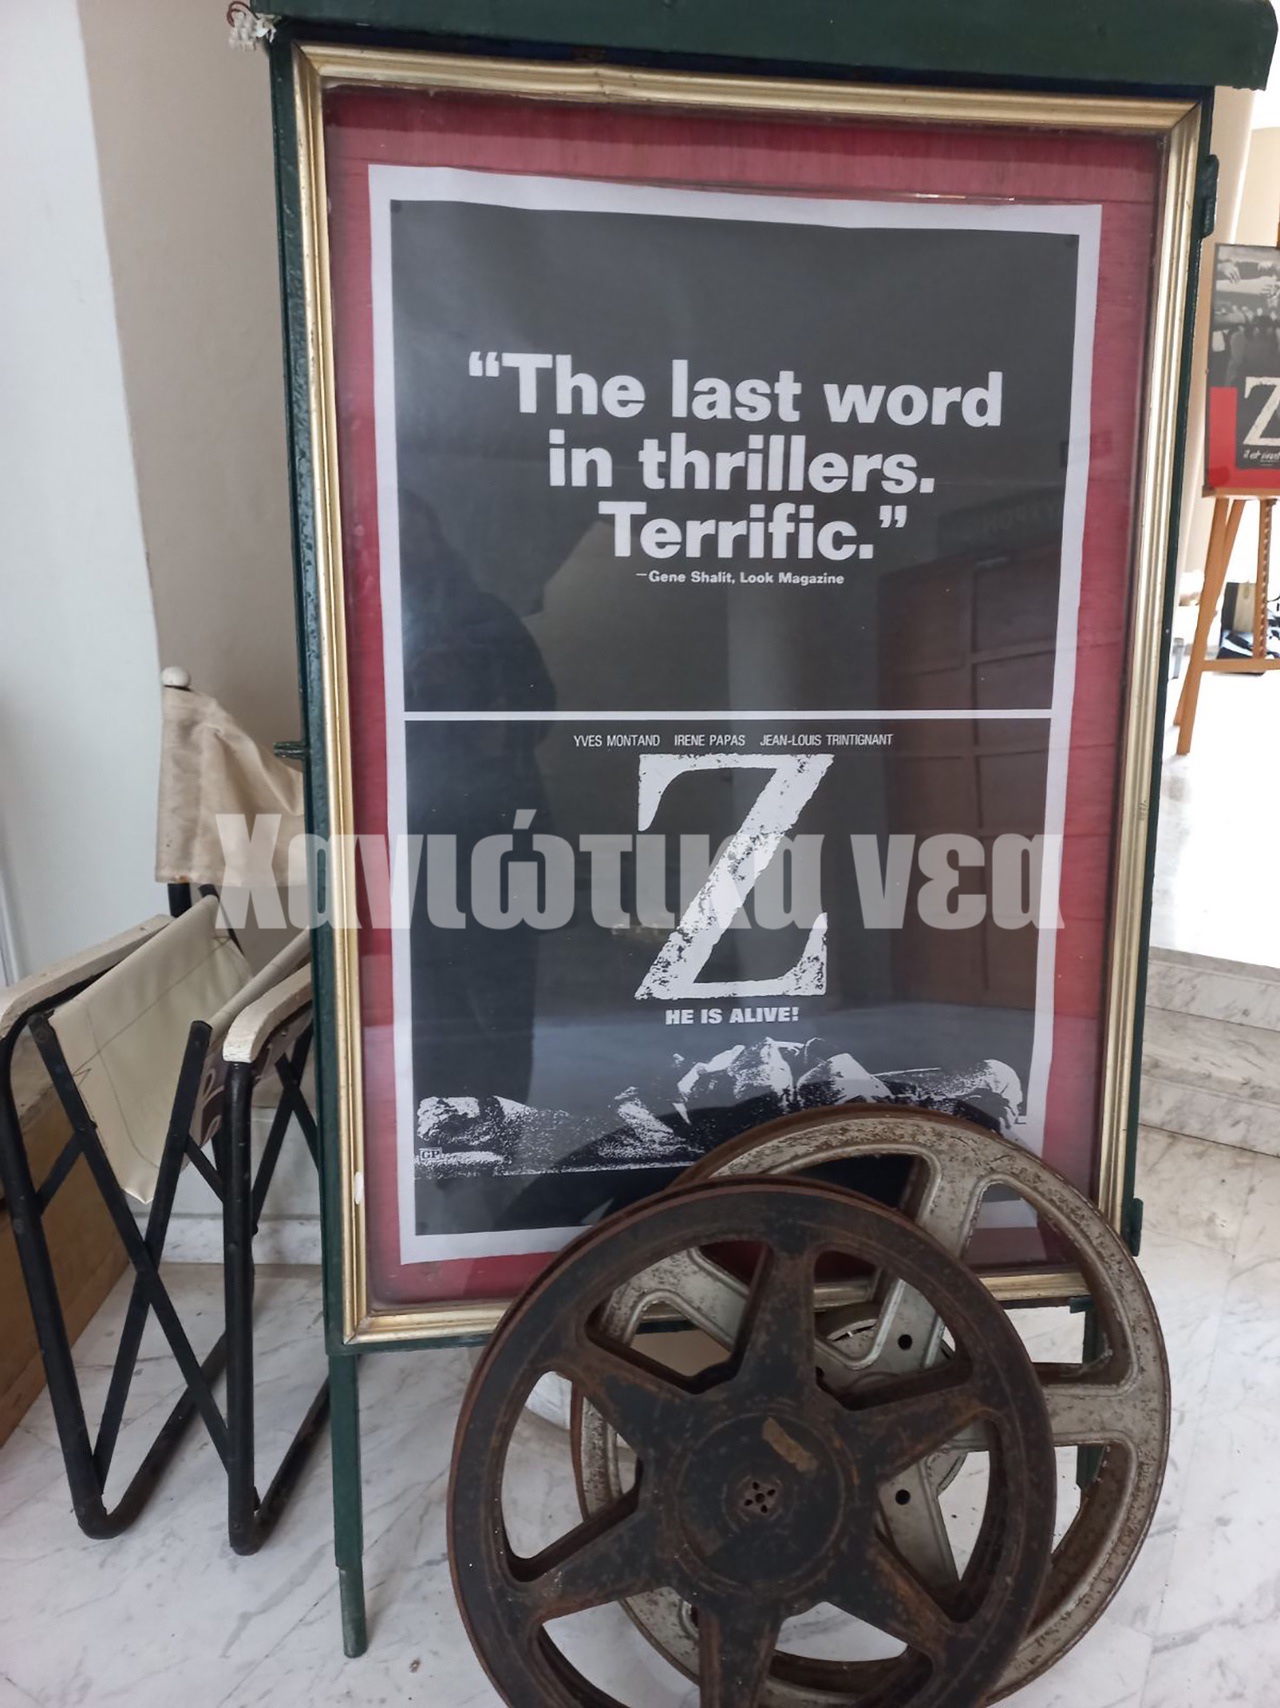 “The last word
in thrillers.
Terrific.”
—Gene Shalit, Look Magazine
YVES MONTAND IRENE PAPAS JEAN-LOUIS TRINTIGNANT
Z
Χανιώτικα νέα
HE IS ALIVE!
GP
Z